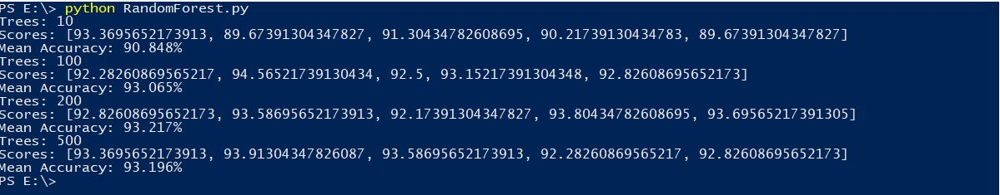 PS E:\> python RandomForest.py
Trees: 10
Scores: [93.3695652173913, 89.67391304347827, 91.30434782608695, 90.21739130434783, 89.67391304347827]
Mean Accuracy: 90.848%
Trees: 100
Scores: [92.28260869565217, 94.56521739130434, 92.5, 93.15217391304348, 92.82608695652173]
Mean Accuracy: 93.065%
Trees: 200
Scores: [92.82608695652173, 93.58695652173913, 92.17391304347827, 93.80434782608695, 93.69565217391305]
Mean Accuracy: 93.217%
Trees: 500
Scores: [93.3695652173913, 93.91304347826087, 93.58695652173913, 92.28260869565217, 92.82608695652173]
Mean Accuracy: 93.196%
PS E:\>